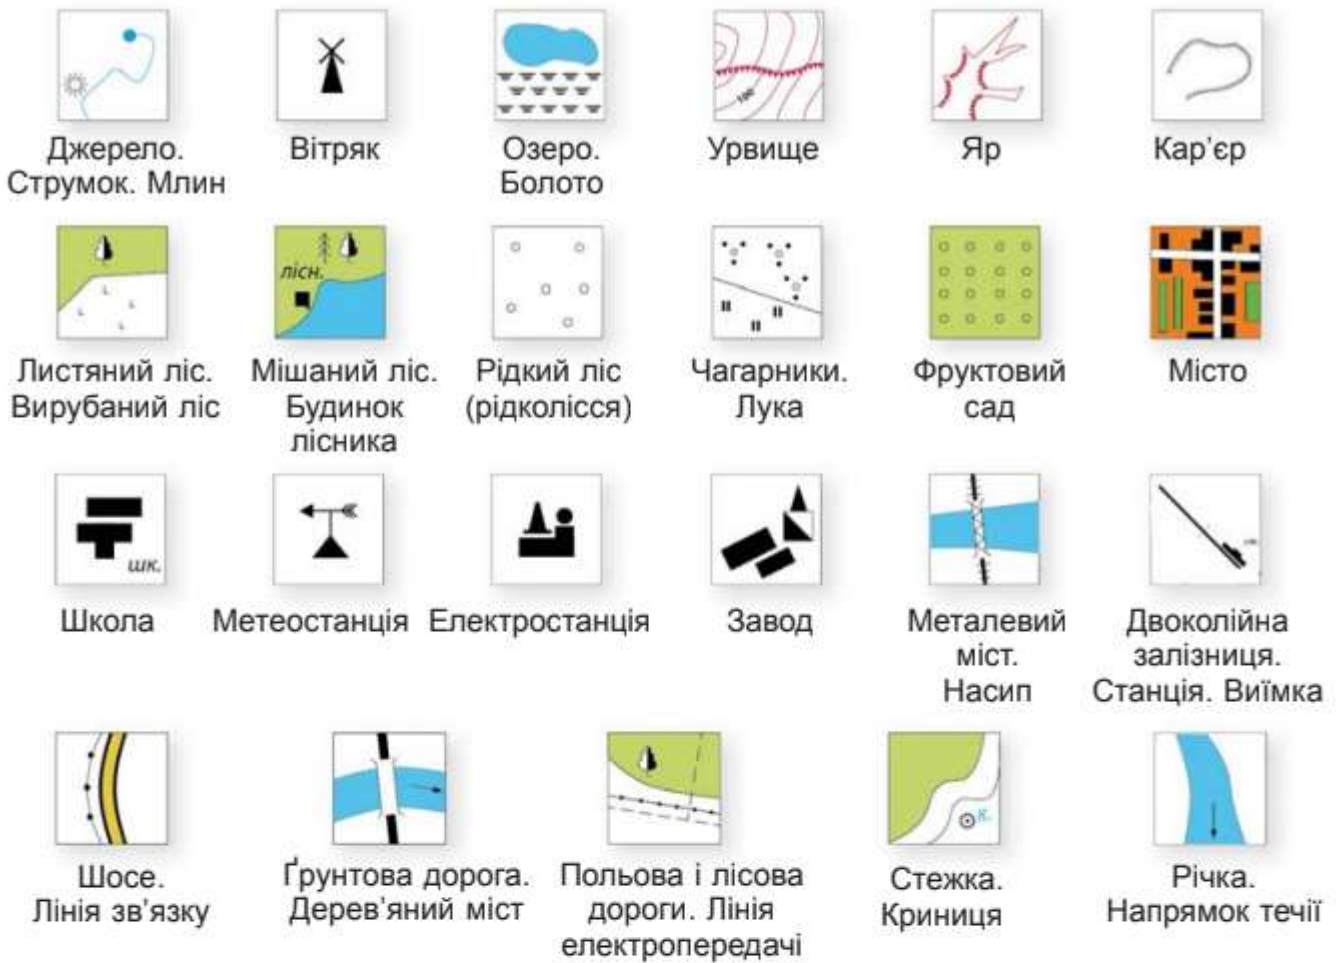 Джерело.
Струмок. Млин
Вітряк
Озеро.
Болото
100
Урвище
Яр
Кар’єр
Листяний ліс.
Вирубаний ліс
лісн.
Мішаний ліс.
Будинок
лісника
Рідкий ліс
(рідколісся)
Чагарники.
Лука
Фруктовий
сад
Місто
шк.
Школа
Метеостанція
Електростанція
Завод
Металевий
міст.
Насип
Двоколійна
залізниця.
Станція. Виїмка
Шосе.
Лінія зв’язку
Ґрунтова дорога.
Дерев’яний міст
Польова і лісова
дороги. Лінія
електропередачі
к.
Стежка.
Криниця
Річка.
Напрямок течії